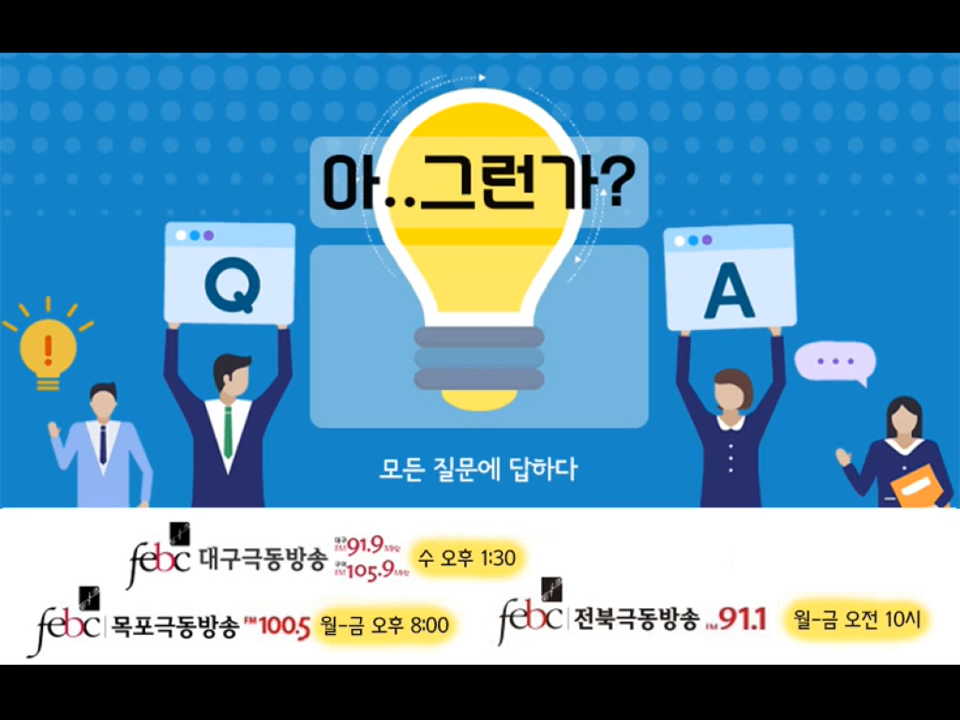 아..그런가?
Q
A
모든 질문에 답하다
febc 대구극동방송 대구 FM 91.9 MHz 구미 FM 105.9 MHz 수 오후 1:30
febc 목포극동방송 FM 100.5 월-금 오후 8:00
febc 전북극동방송 FM 91.1 월-금 오전 10시